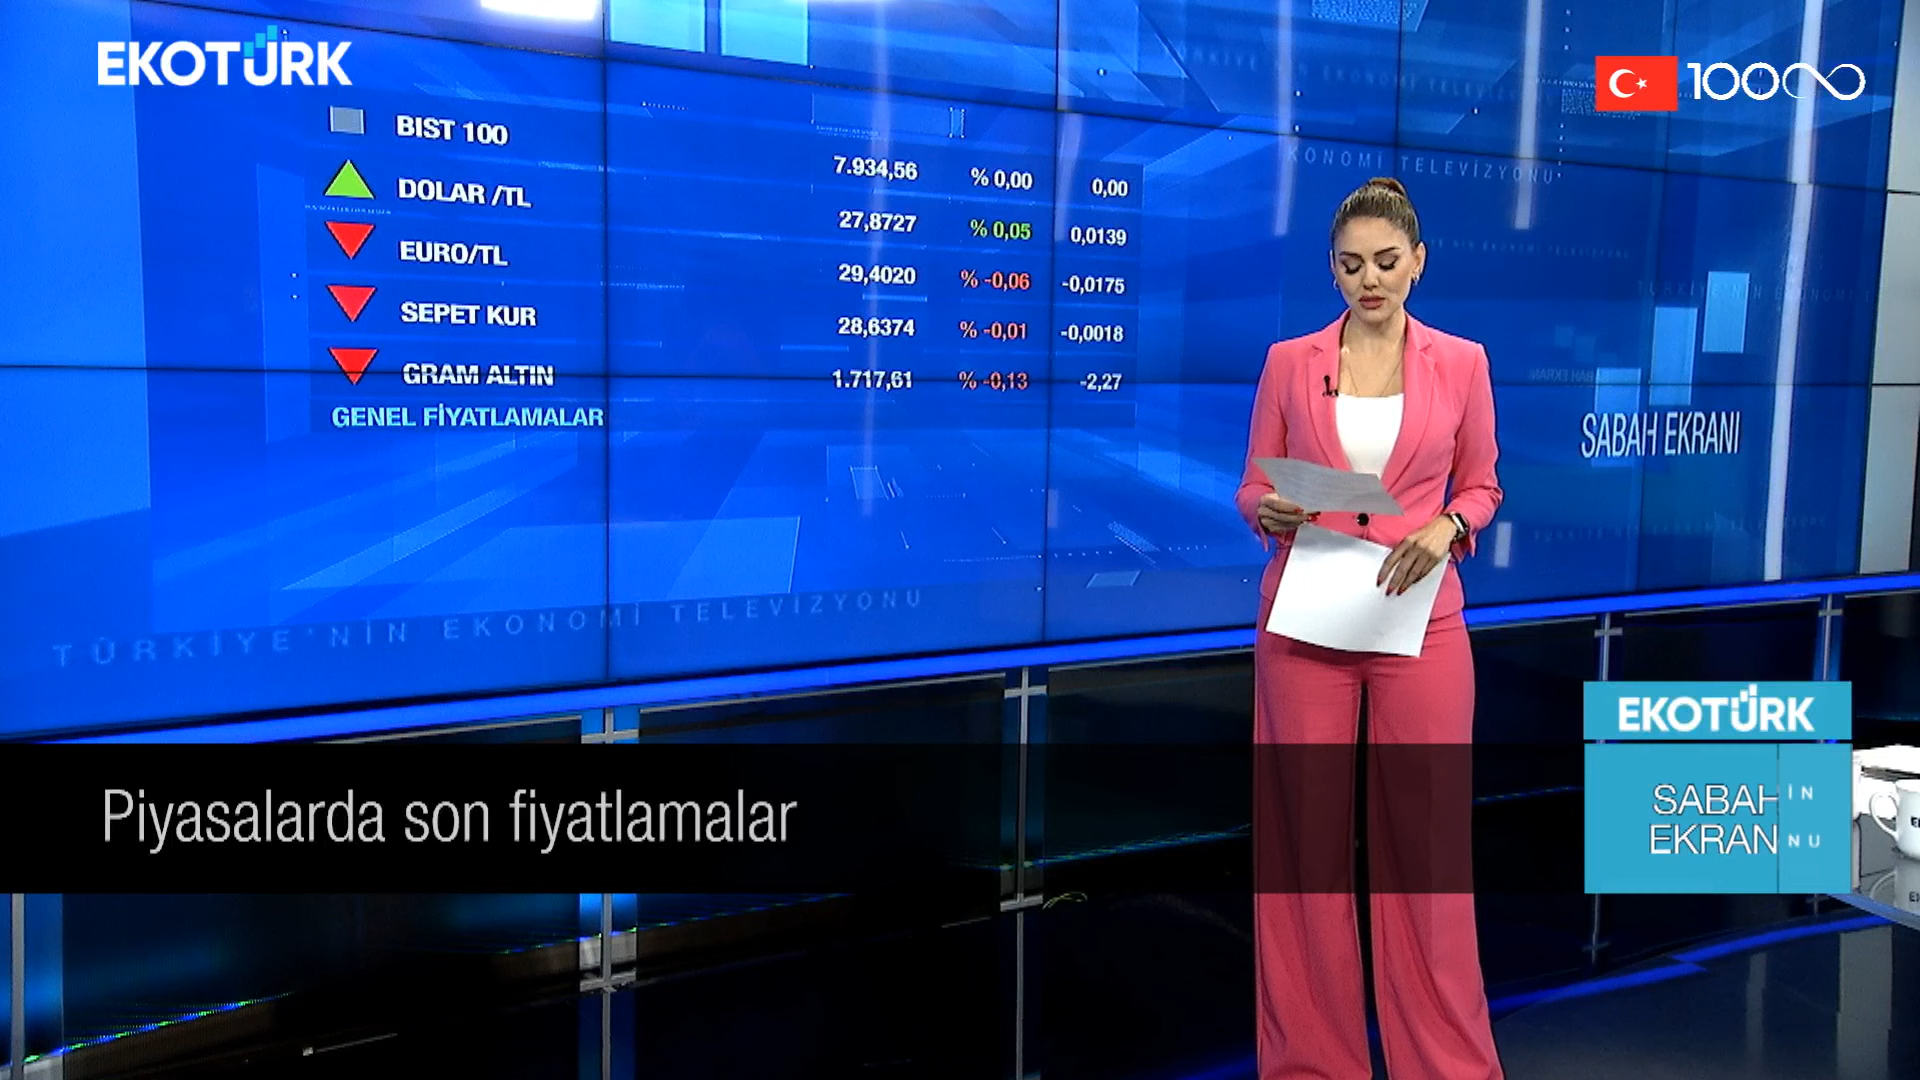 EKOTÜRK
100
BIST 100 7.934,56 % 0,00 0,00
DOLAR /TL 27,8727 % 0,05 0,0139
EURO/TL 29,4020 % -0,06 -0,0175
SEPET KUR 28,6374 % -0,01 -0,0018
GRAM ALTIN 1.717,61 % -0,13 -2,27
GENEL FİYATLAMALAR
KONOMİ TELEVİZYONU
SABAH EKRANI
TÜRKİYE'NİN EKONOMİ TELEVİZYONU
EKOTÜRK
SABAH İN
EKRAN NU
Piyasalarda son fiyatlamalar